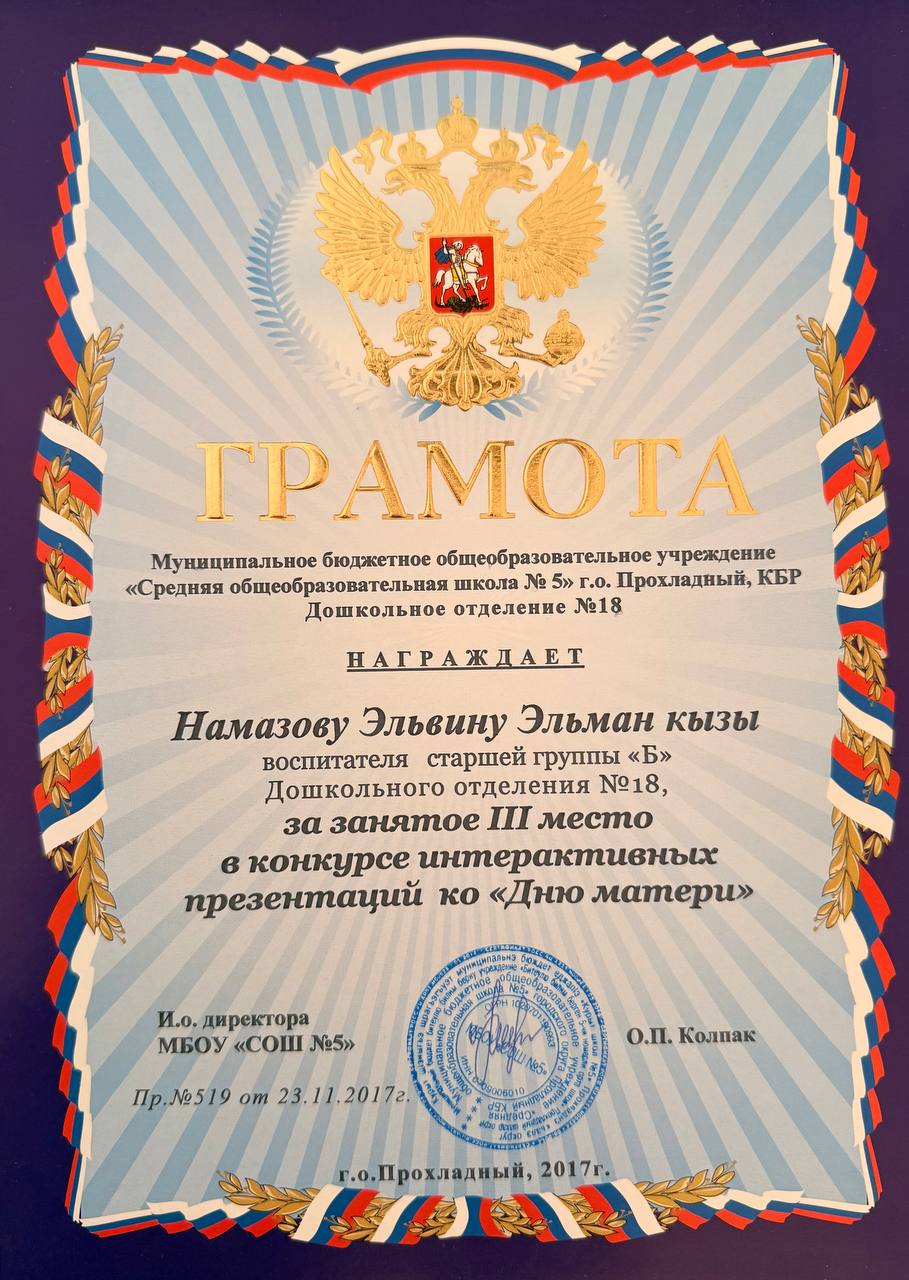 ГРАМОТА
Муниципальное бюджетное общеобразовательное учреждение
«Средняя общеобразовательная школа № 5» г.о. Прохладный, КБР
Дошкольное отделение №18
НАГРАЖДАЕТ
Намазову Эльвину Эльман кызы
воспитателя старшей группы «Б»
Дошкольного отделения №18,
за занятое III место
в конкурсе интерактивных
презентаций ко «Дню матери»
И.о. директора
МБОУ «СОШ №5»
О.П. Колпак
Пр.№519 от 23.11.2017г.
г.о.Прохладный, 2017г.